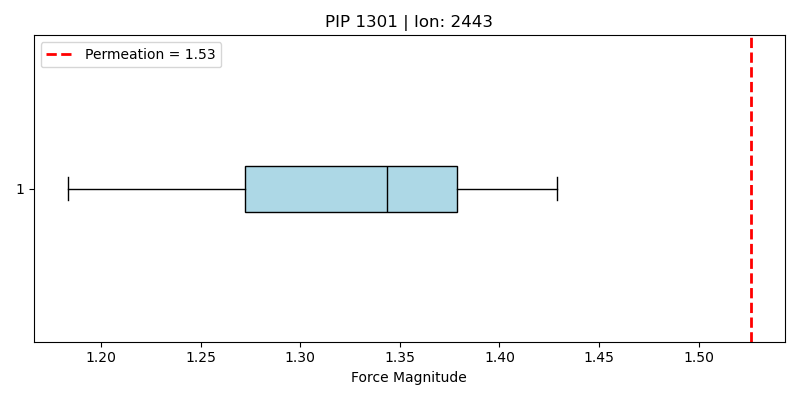 PIP 1301 | Ion: 2443
Permeation = 1.53
1
1.20 1.25 1.30 1.35 1.40 1.45 1.50
Force Magnitude